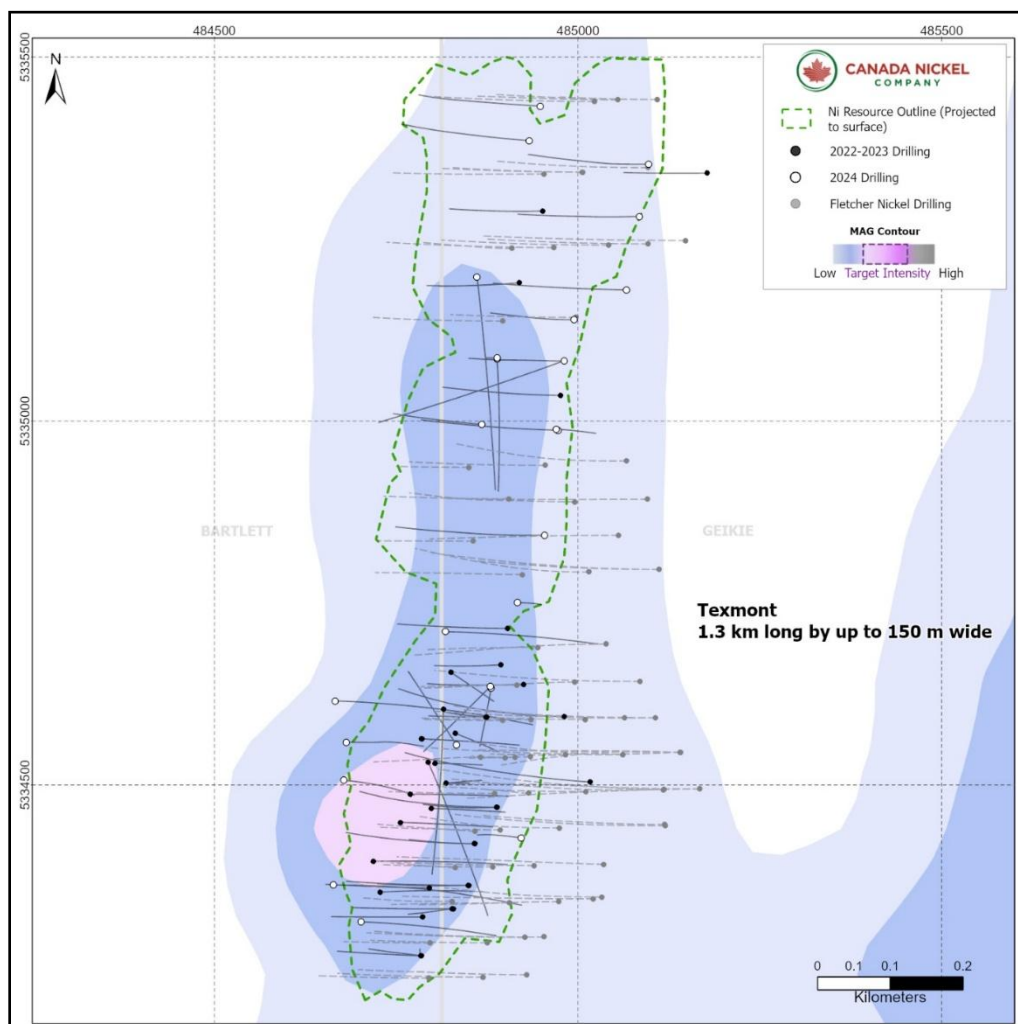 484500 485000 485500
5335500
N
CANADA NICKEL
COMPANY
Ni Resource Outline (Projected
to surface)
2022-2023 Drilling
2024 Drilling
Fletcher Nickel Drilling
MAG Contour
Low Target Intensity High
5335000
BARTLETT GEIKIE
Texmont
1.3 km long by up to 150 m wide
5334500
0 0.1 0.1 0.2
Kilometers